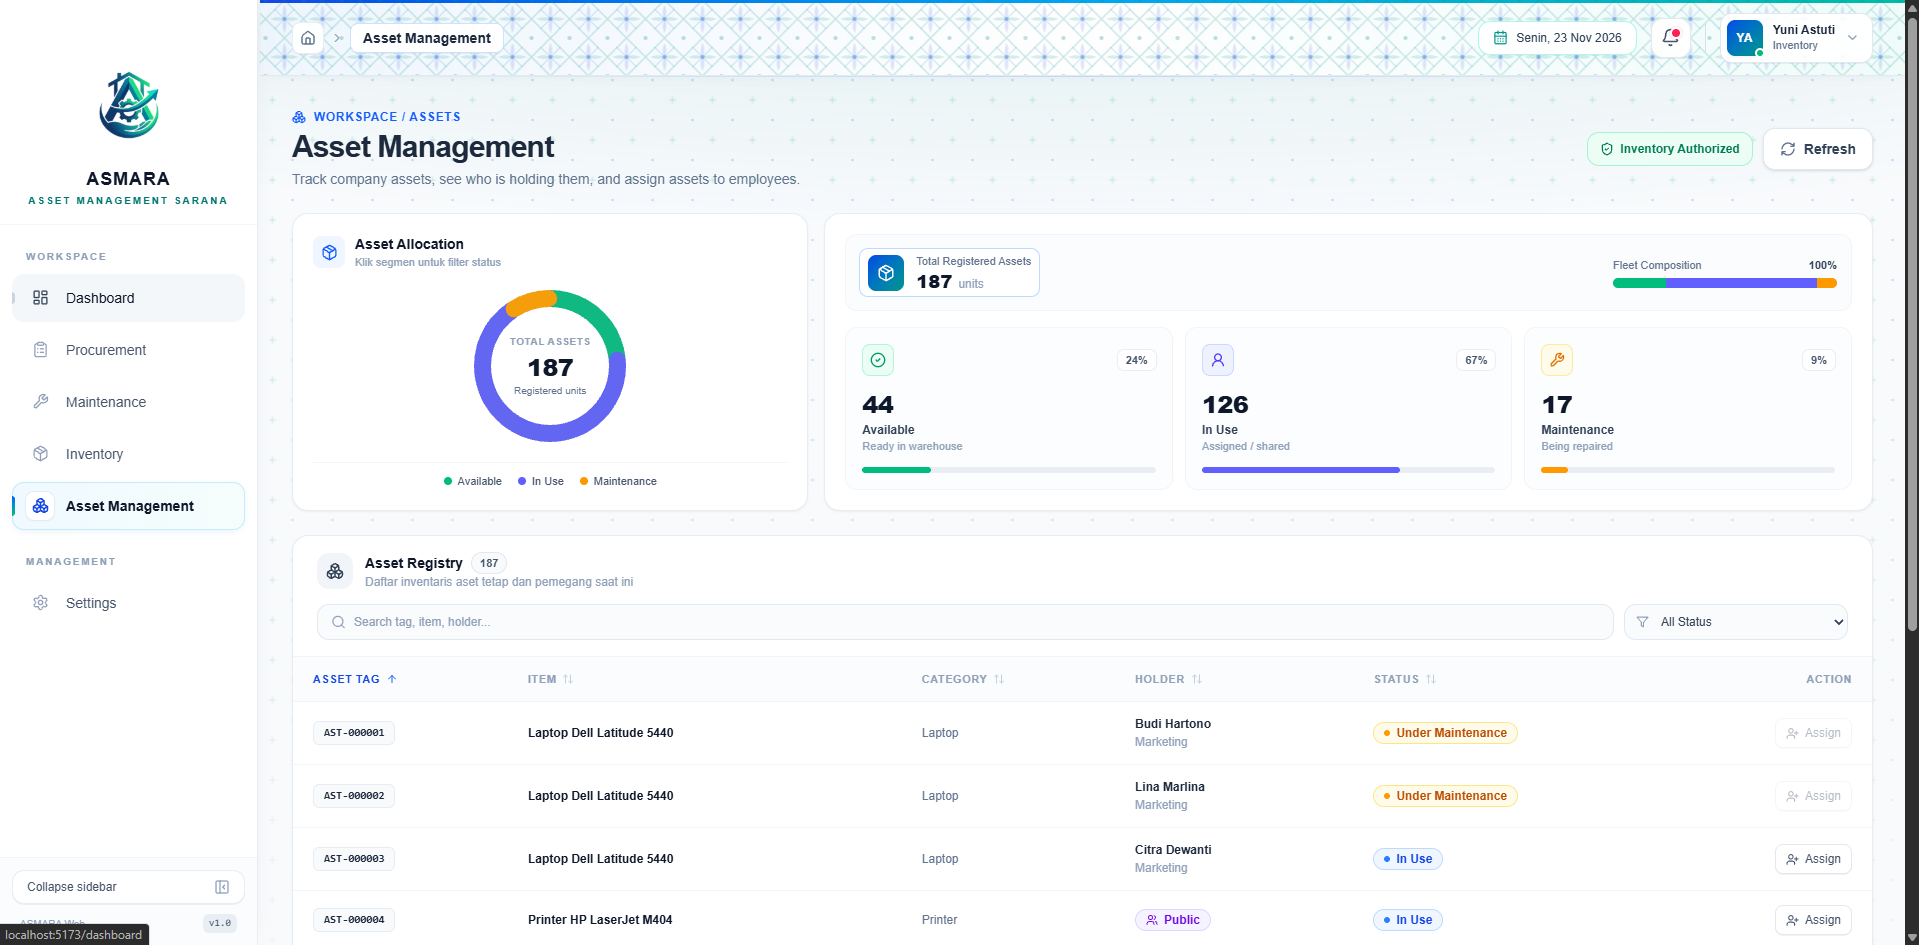 Asset Management
Senin, 23 Nov 2026
YA
Yuni Astuti
Inventory
ASMARA
ASSET MANAGEMENT SARANA
WORKSPACE
Dashboard
Procurement
Maintenance
Inventory
Asset Management
MANAGEMENT
Settings
Collapse sidebar
ASMARA Web
v1.0
localhost:5173/dashboard
WORKSPACE / ASSETS
Asset Management
Track company assets, see who is holding them, and assign assets to employees.
Inventory Authorized
Refresh
Asset Allocation
Klik segmen untuk filter status
TOTAL ASSETS
187
Registered units
Available
In Use
Maintenance
Total Registered Assets
187 units
Fleet Composition
100%
24%
44
Available
Ready in warehouse
67%
126
In Use
Assigned / shared
9%
17
Maintenance
Being repaired
Asset Registry
187
Daftar inventaris aset tetap dan pemegang saat ini
Search tag, item, holder...
All Status
ASSET TAG
ITEM
CATEGORY
HOLDER
STATUS
ACTION
AST-000001
Laptop Dell Latitude 5440
Laptop
Budi Hartono
Marketing
Under Maintenance
Assign
AST-000002
Laptop Dell Latitude 5440
Laptop
Lina Marlina
Marketing
Under Maintenance
Assign
AST-000003
Laptop Dell Latitude 5440
Laptop
Citra Dewanti
Marketing
In Use
Assign
AST-000004
Printer HP LaserJet M404
Printer
Public
In Use
Assign